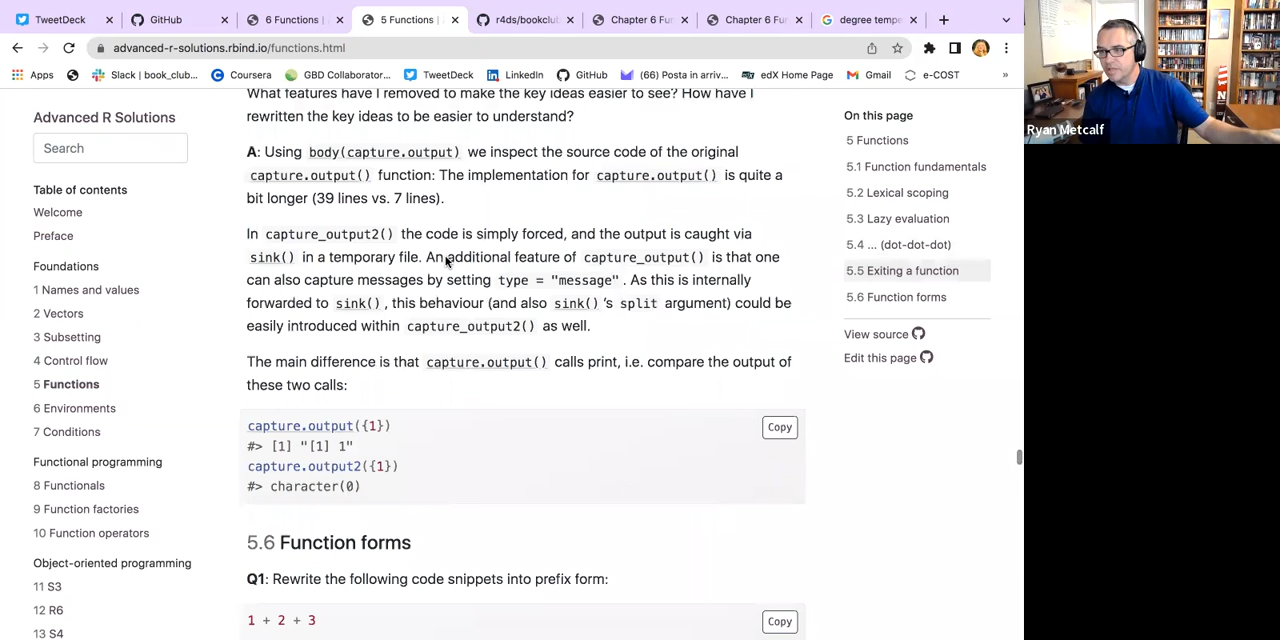 TweetDeck
GitHub
6 Functions |
5 Functions |
r4ds/bookclu
Chapter 6 Fun
Chapter 6 Fun
degree tempe
advanced-r-solutions.rbind.io/functions.html
Apps
Slack | book_club...
Coursera
GBD Collaborator...
TweetDeck
LinkedIn
GitHub
(66) Posta in arriv...
edX Home Page
Gmail
e-COST
»
Advanced R Solutions
Search
Table of contents
Welcome
Preface
Foundations
1 Names and values
2 Vectors
3 Subsetting
4 Control flow
5 Functions
6 Environments
7 Conditions
Functional programming
8 Functionals
9 Function factories
10 Function operators
Object-oriented programming
11 S3
12 R6
13 S4
What features have I removed to make the key ideas easier to see? How have I
rewritten the key ideas to be easier to understand?
A: Using body(capture.output) we inspect the source code of the original
capture.output() function: The implementation for capture.output() is quite a
bit longer (39 lines vs. 7 lines).
In capture_output2() the code is simply forced, and the output is caught via
sink() in a temporary file. An additional feature of capture_output() is that one
can also capture messages by setting type = "message". As this is internally
forwarded to sink(), this behaviour (and also sink()'s split argument) could be
easily introduced within capture_output2() as well.
The main difference is that capture.output() calls print, i.e. compare the output of
these two calls:
capture.output({1})
#> [1] "[1] 1"
capture.output2({1})
#> character(0)
Copy
5.6 Function forms
Q1: Rewrite the following code snippets into prefix form:
1 + 2 + 3
Copy
On this page
5 Functions
5.1 Function fundamentals
5.2 Lexical scoping
5.3 Lazy evaluation
5.4 ... (dot-dot-dot)
5.5 Exiting a function
5.6 Function forms
View source
Edit this page
Ryan Metcalf